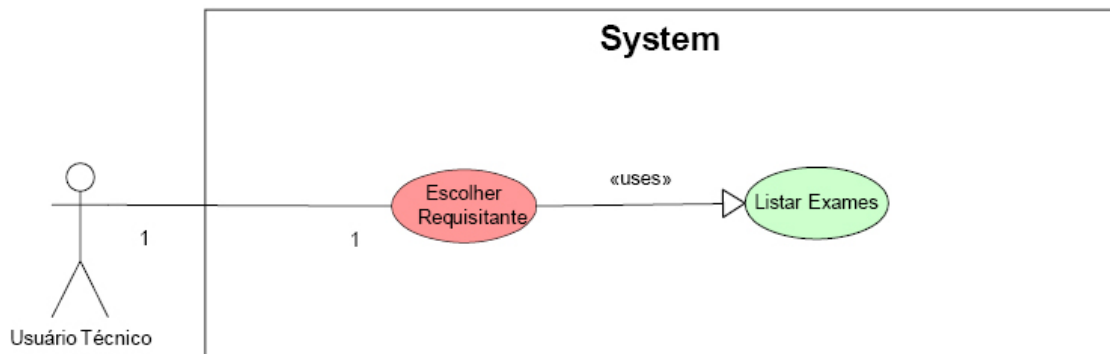 System
«uses»
Escolher
Requisitante
Listar Exames
1
1
Usuário Técnico